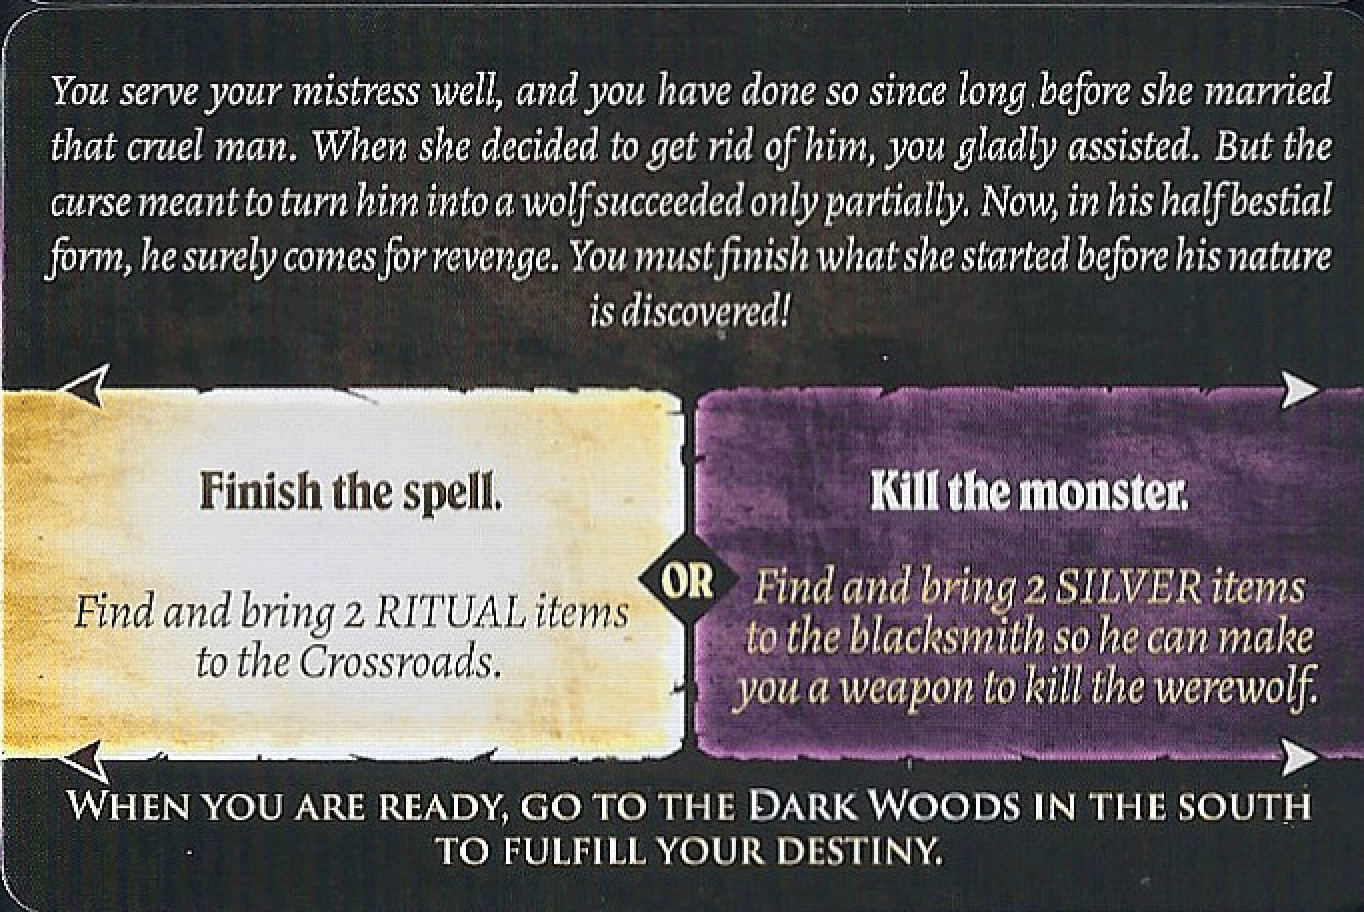 You serve your mistress well, and you have done so since long before she married
that cruel man. When she decided to get rid of him, you gladly assisted. But the
curse meant to turn him into a wolf succeeded only partially. Now, in his half bestial
form, he surely comes for revenge. You must finish what she started before his nature
is discovered!
Finish the spell.
Find and bring 2 RITUAL items
to the Crossroads.
OR
Kill the monster.
Find and bring 2 SILVER items
to the blacksmith so he can make
you a weapon to kill the werewolf.
WHEN YOU ARE READY, GO TO THE DARK WOODS IN THE SOUTH
TO FULFILL YOUR DESTINY.